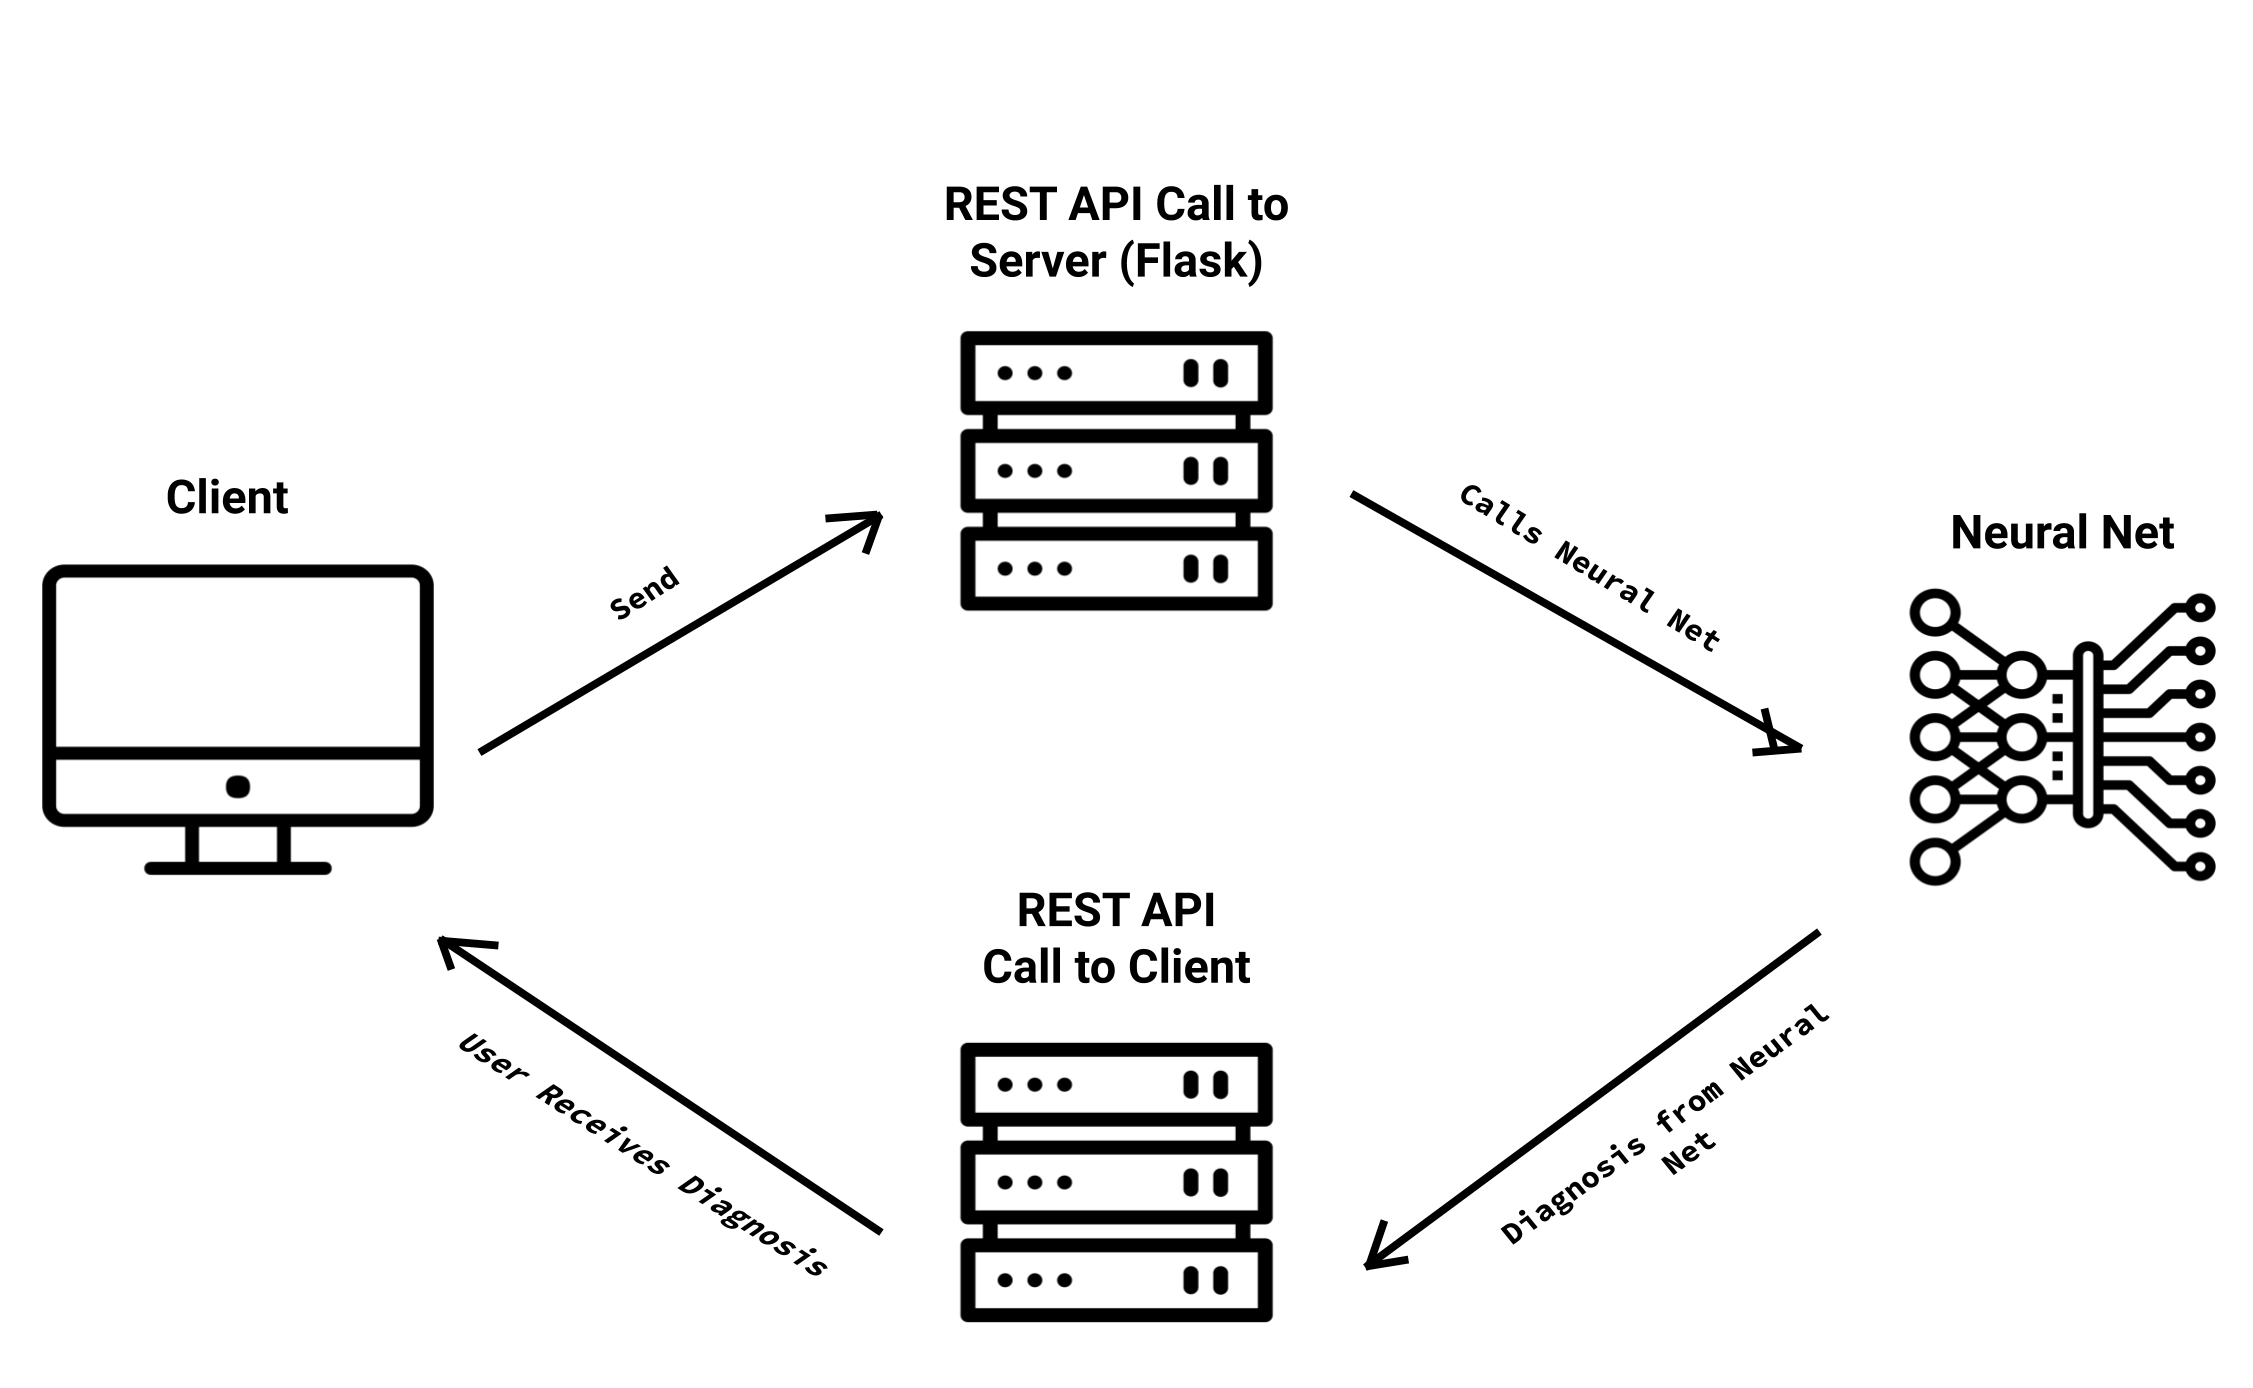 REST API Call to
Server (Flask)
Client
Send
Calls Neural Net
Neural Net
REST API
Call to Client
User Receives Diagnosis
Diagnosis from Neural
Net